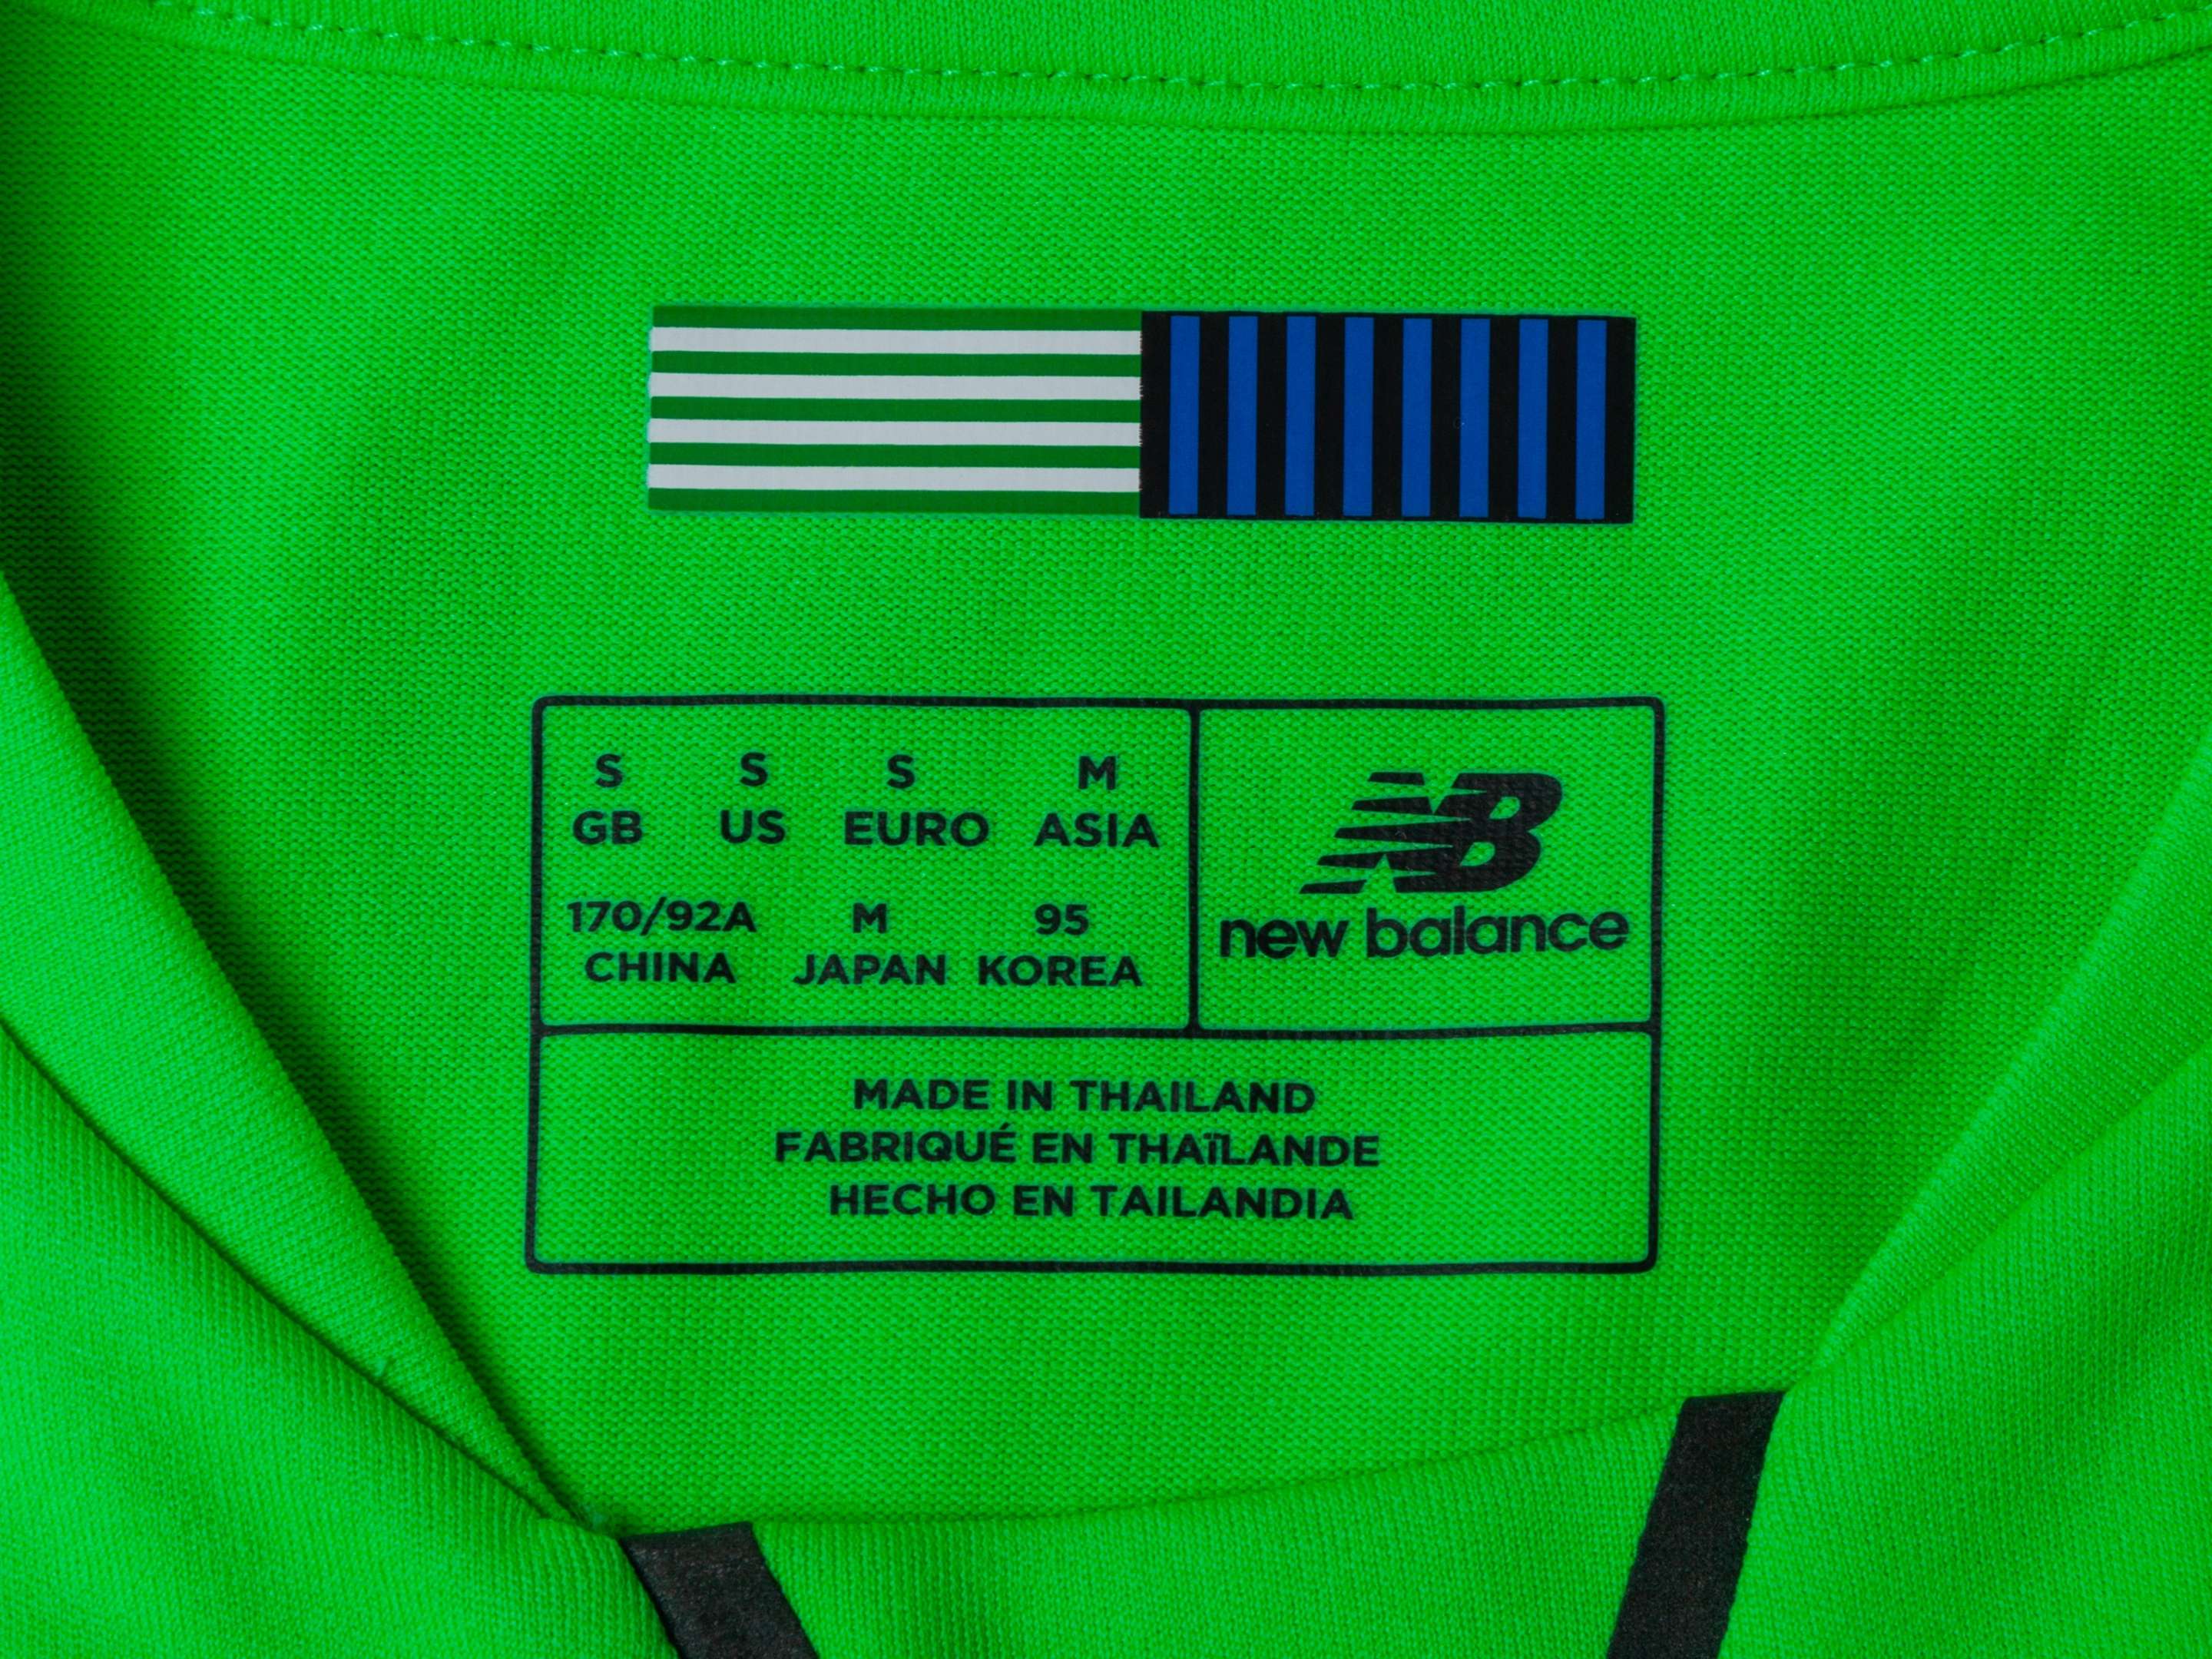 S S S M
GB US EURO ASIA
170/92A M 95
CHINA JAPAN KOREA
NB
new balance
MADE IN THAILAND
FABRIQUÉ EN THAÏLANDE
HECHO EN TAILANDIA